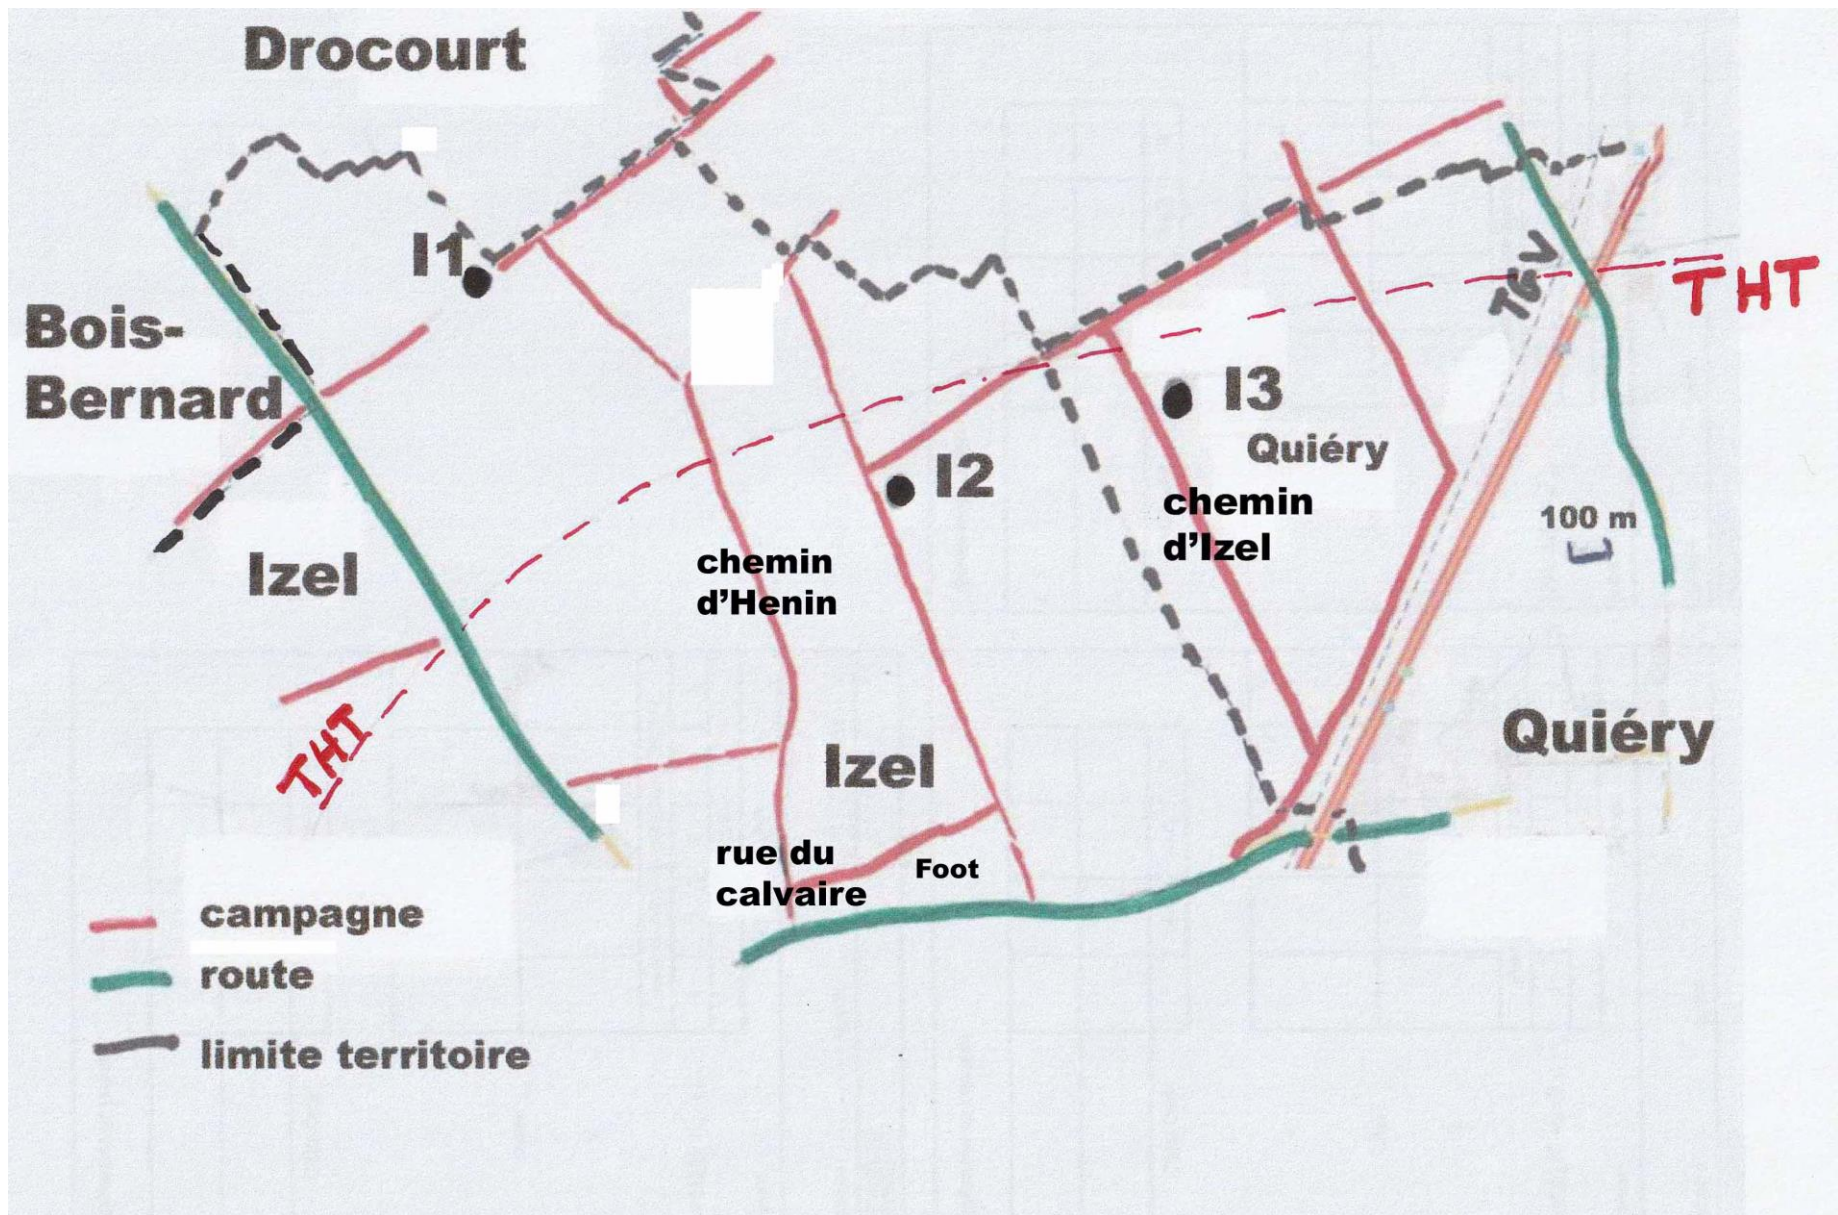 Drocourt
I1
Bois-
Bernard
THT
TGV
I3
Quiéry
I2
chemin
d'Izel
100 m
Izel
chemin
d'Henin
THT
Izel
Quiéry
rue du
calvaire
Foot
campagne
route
limite territoire